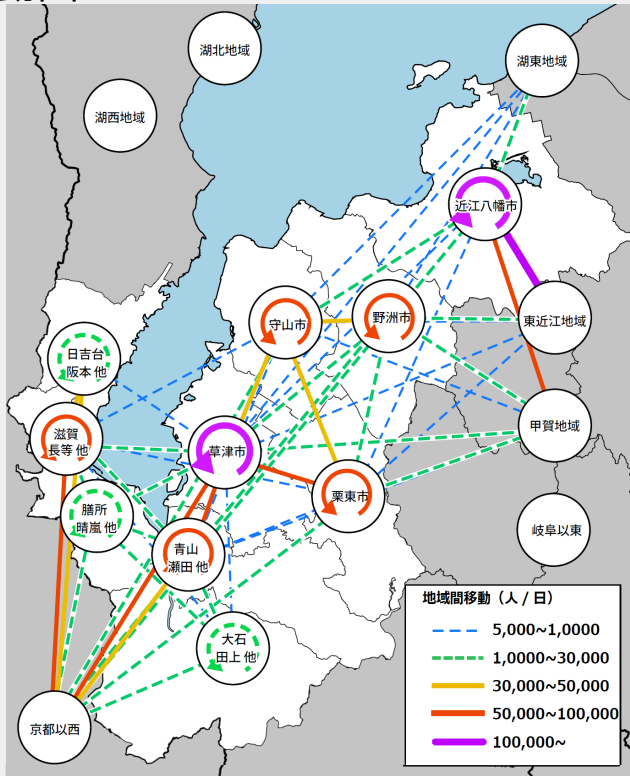 湖北地域
湖東地域
湖西地域
近江八幡市
守山市
野洲市
東近江地域
日吉台
阪本 他
滋賀
長等 他
草津市
甲賀地域
栗東市
膳所
晴嵐 他
岐阜以東
青山
瀬田 他
大石
田上 他
京都以西
地域間移動（人 / 日）
5,000~1,0000
1,0000~30,000
30,000~50,000
50,000~100,000
100,000~